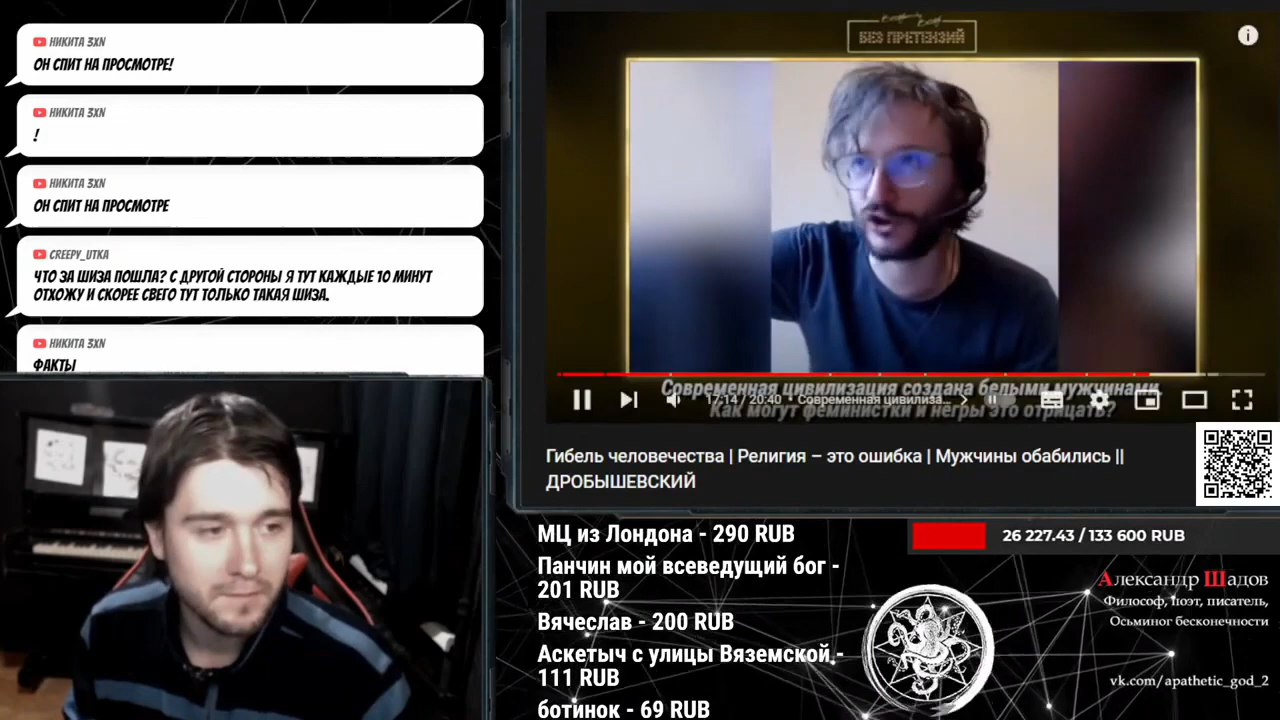 НИКИТА ЗХN
ОН СПИТ НА ПРОСМОТРЕ!
НИКИТА ЗХN
!
НИКИТА ЗХN
ОН СПИТ НА ПРОСМОТРЕ
CREEPY_UTKA
ЧТО ЗА ШИЗА ПОШЛА? С ДРУГОЙ СТОРОНЫ Я ТУТ КАЖДЫЕ 10 МИНУТ
ОТХОЖУ И СКОРЕЕ СВЕГО ТУТ ТОЛЬКО ТАКАЯ ШИЗА.
НИКИТА ЗХN
ФАКТЫ
БЕЗ ПРЕТЕНЗИЙ
Современная цивилизация создана белыми мужчинами.
Как могут феминистки и негры это отрицать?
17:14 / 20:40 • Современная цивилиза...
Гибель человечества | Религия – это ошибка | Мужчины обабились ||
ДРОБЫШЕВСКИЙ
МЦ из Лондона - 290 RUB
Панчин мой всеведущий бог -
201 RUB
Вячеслав - 200 RUB
Аскетыч с улицы Вяземской -
111 RUB
ботинок - 69 RUB
26 227.43 / 133 600 RUB
Александр Шадов
Философ, поэт, писатель,
Осьминог бесконечности
vk.com/apathetic_god_2